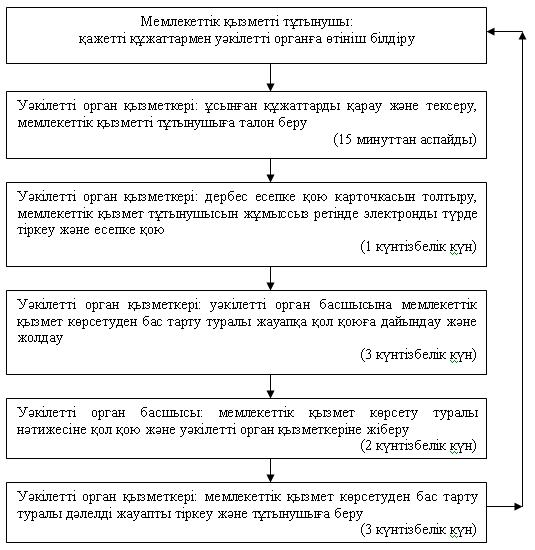 Мемлекеттік қызметті тұтынушы:
қажетті құжаттармен уәкілетті органға өтініш білдіру
Уәкілетті орган қызметкері: ұсынған құжаттарды қарау және тексеру,
мемлекеттік қызметті тұтынушыға талон беру
(15 минуттан аспайды)
Уәкілетті орган қызметкері: дербес есепке қою карточкасын толтыру,
мемлекеттік қызмет тұтынушысын жұмыссыз ретінде электронды түрде
тіркеу және есепке қою
(1 күнтізбелік күн)
Уәкілетті орган қызметкері: уәкілетті орган басшысына мемлекеттік
қызмет көрсетуден бас тарту туралы жауапқа қол қоюға дайындау және
жолдау
(3 күнтізбелік күн)
Уәкілетті орган басшысы: мемлекеттік қызмет көрсету туралы
нәтижесіне қол қою және уәкілетті орган қызметкеріне жіберу
(2 күнтізбелік күн)
Уәкілетті орган қызметкері: мемлекеттік қызмет көрсетуден бас тарту
туралы дәлелді жауапты тіркеу және тұтынушыға беру
(3 күнтізбелік күн)